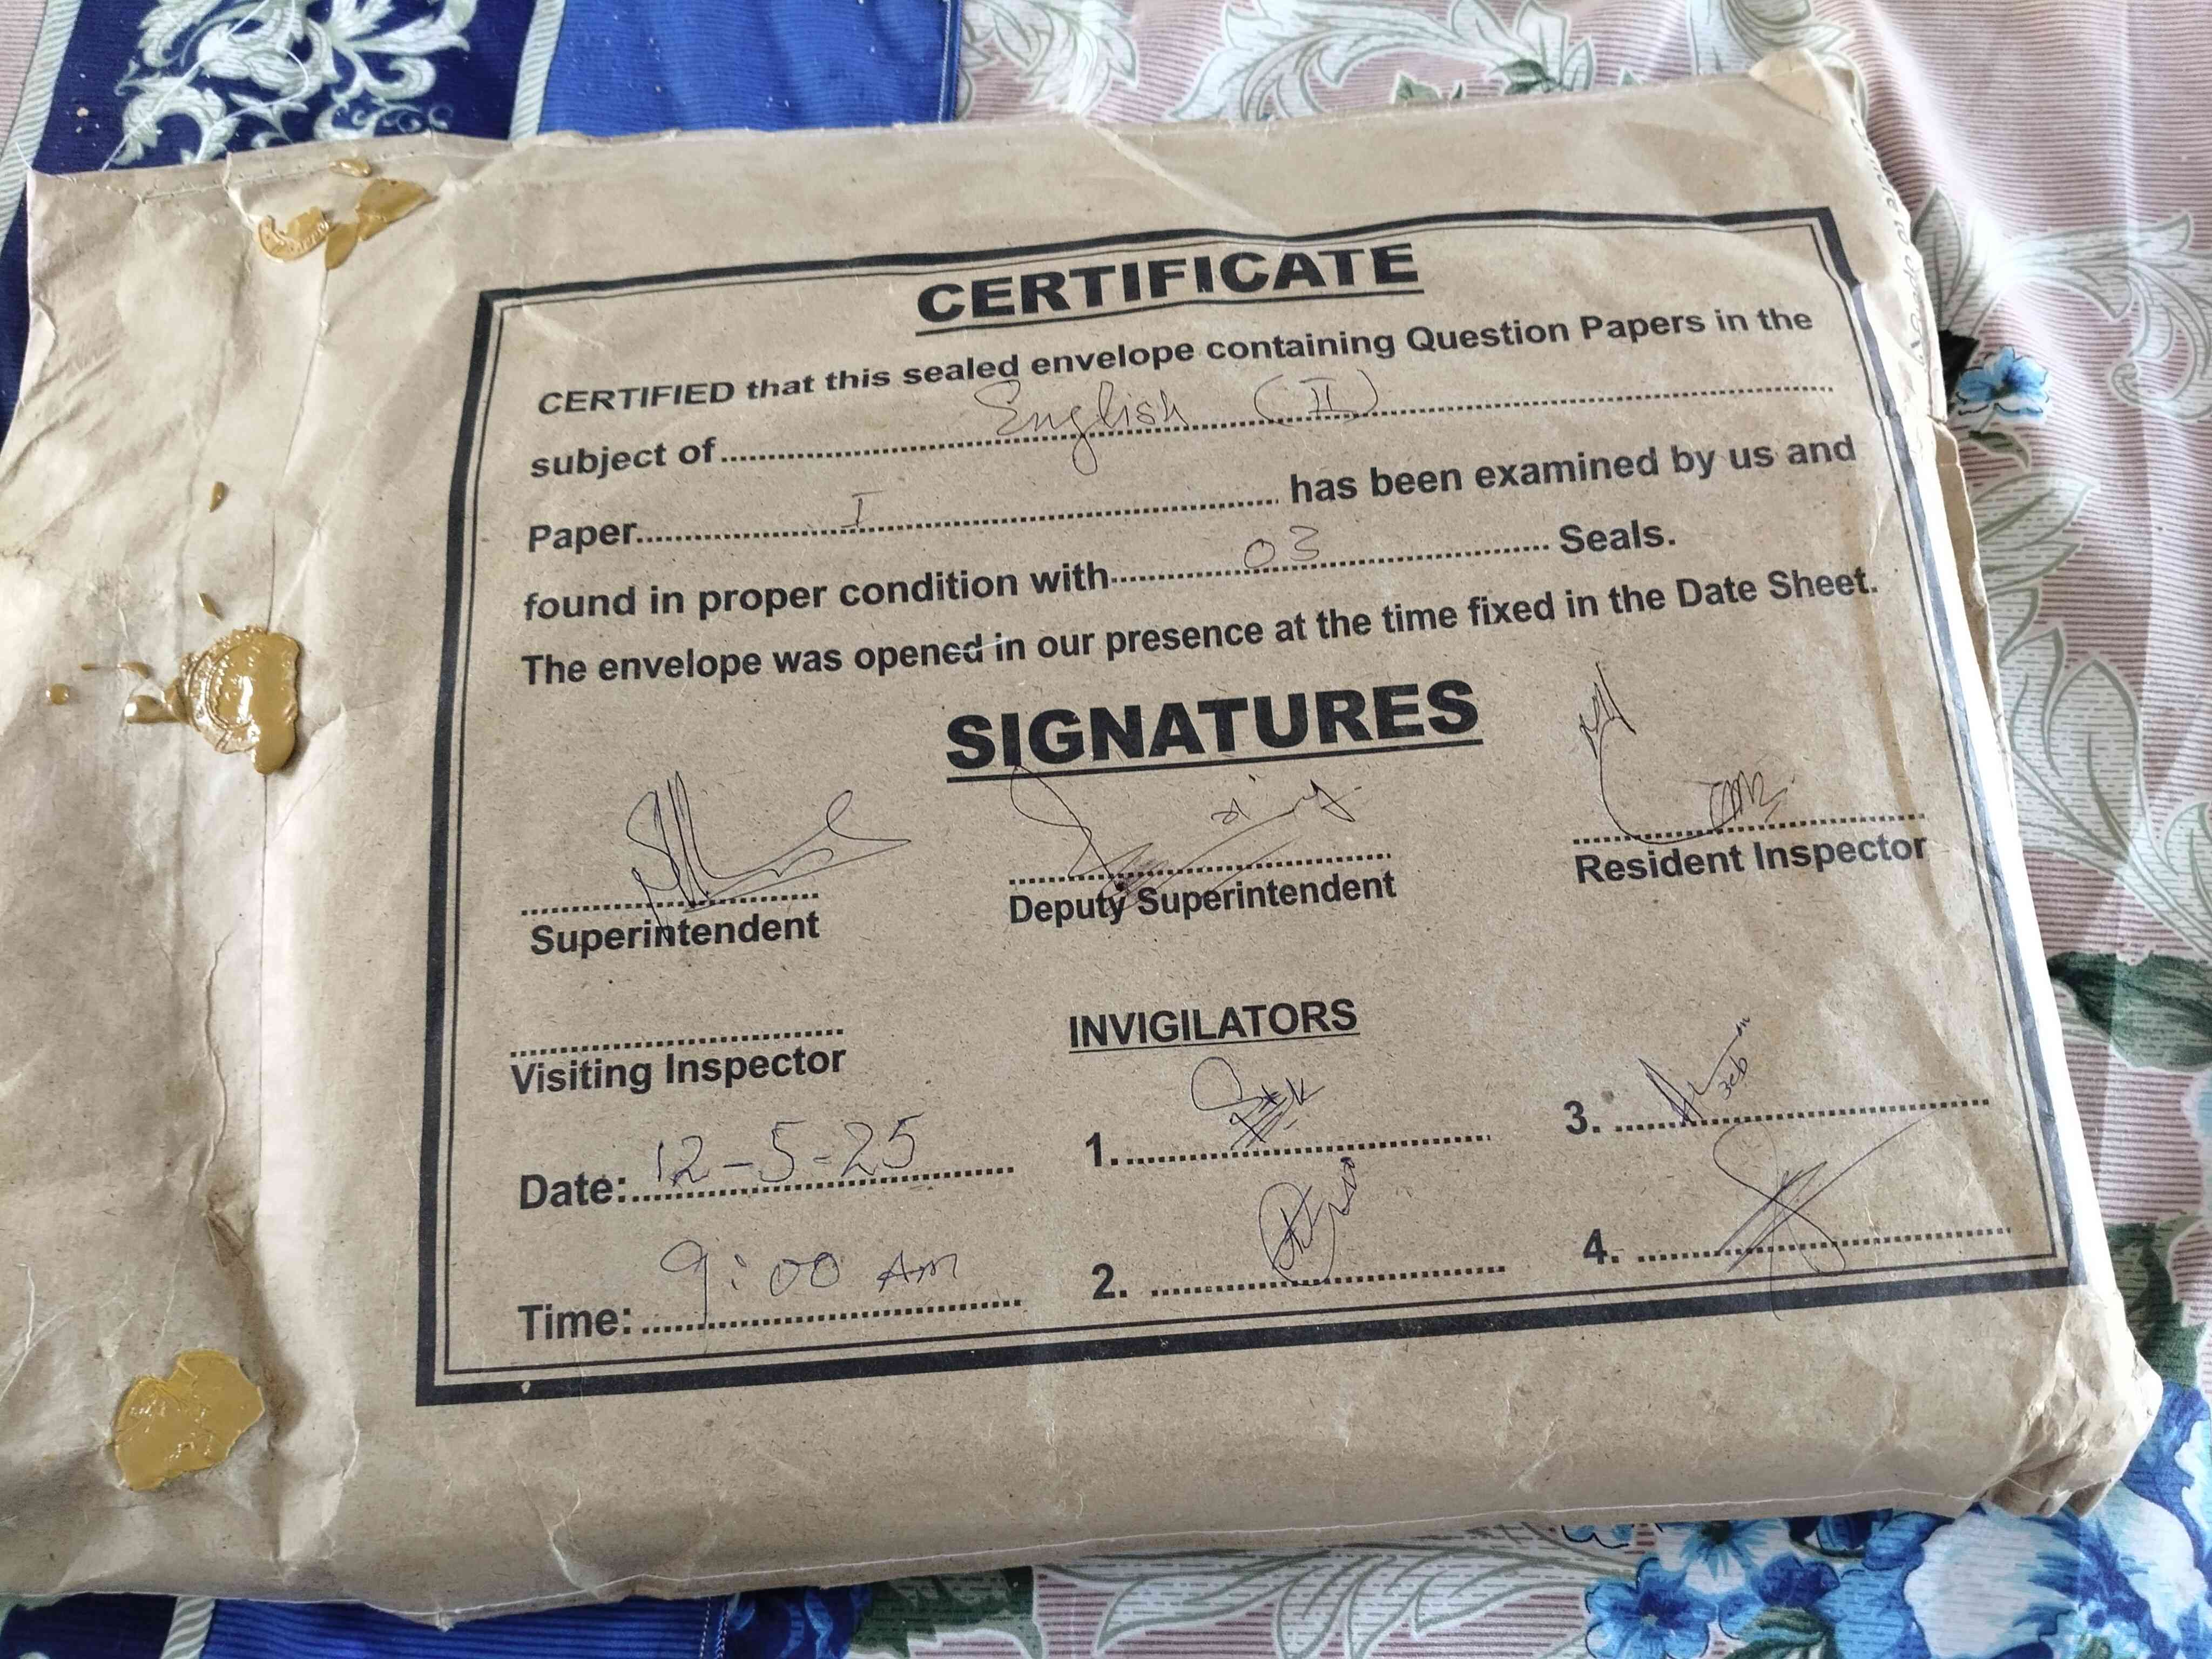 CERTIFICATE
CERTIFIED that this sealed envelope containing Question Papers in the
subject of English (II)
Paper I has been examined by us and
found in proper condition with 03 Seals.
The envelope was opened in our presence at the time fixed in the Date Sheet.
SIGNATURES
Superintendent
Deputy Superintendent
Resident Inspector
Visiting Inspector
INVIGILATORS
Date: 12-5-25
Time: 9:00 Am
1.
2.
3.
4.